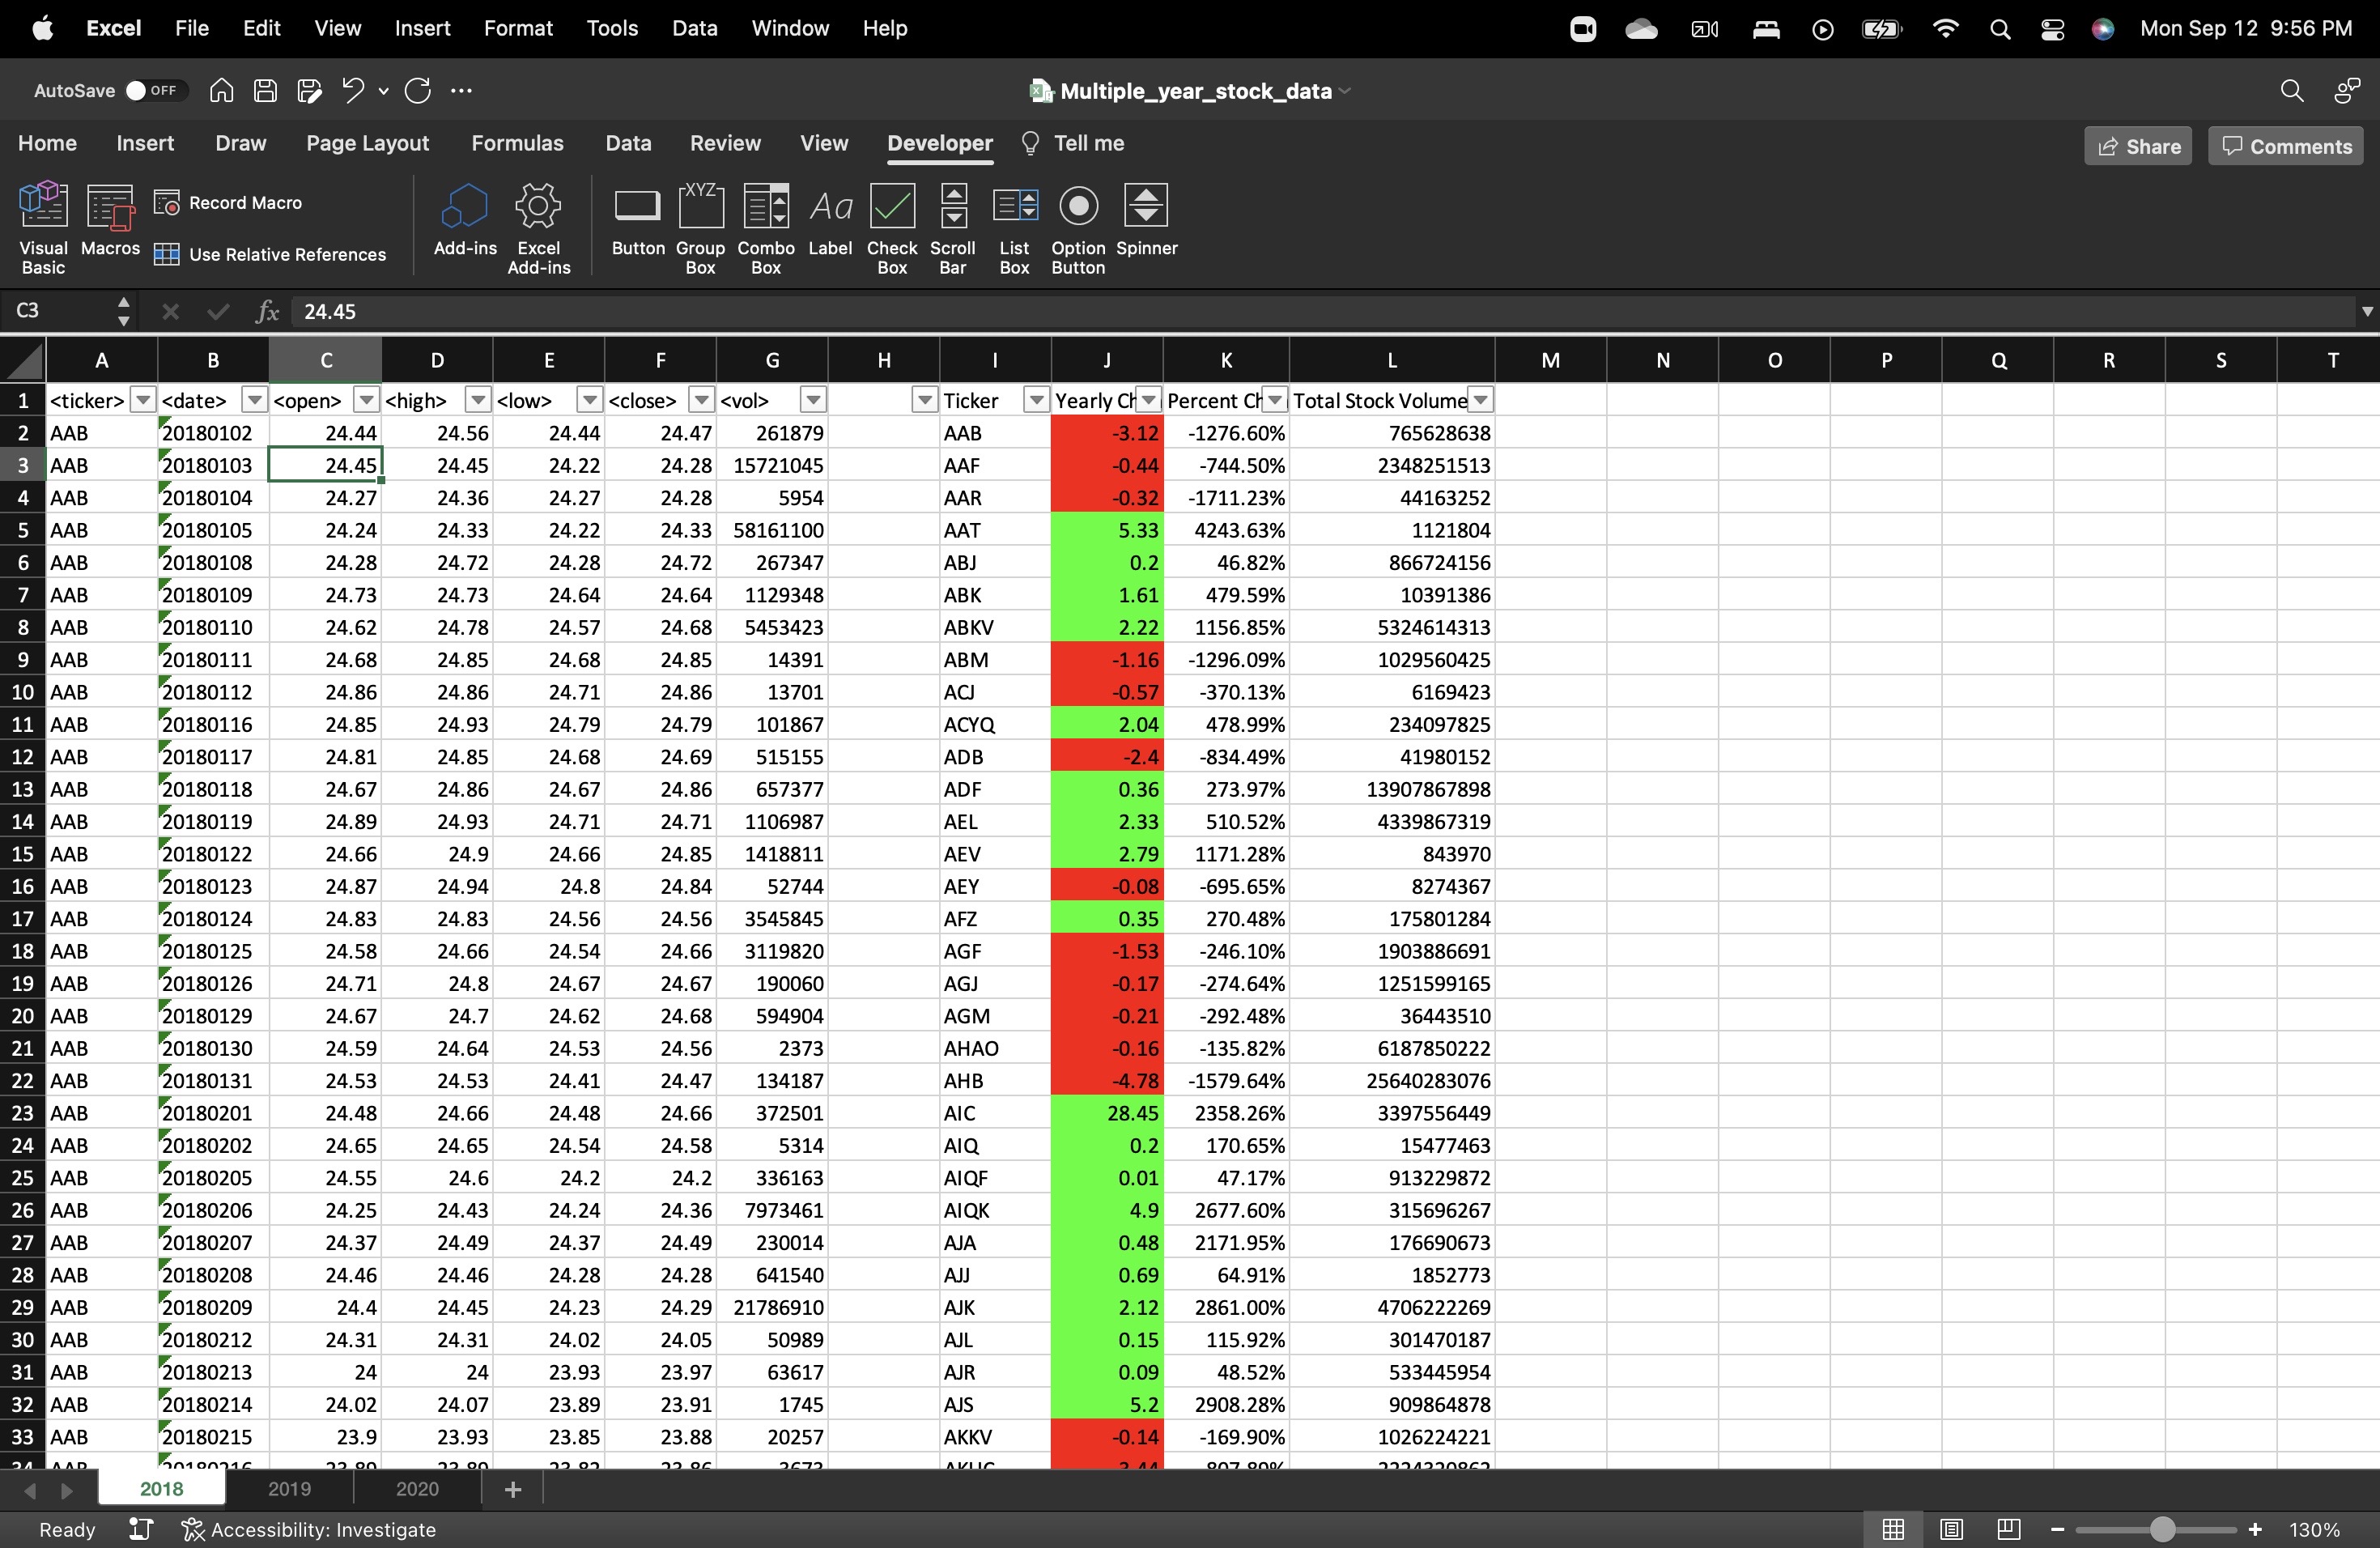 Excel File Edit View Insert Format Tools Data Window Help Mon Sep 12 9:56 PM
AutoSave OFF Multiple_year_stock_data
Home Insert Draw Page Layout Formulas Data Review View Developer Tell me Share Comments
Visual Basic Macros Record Macro Use Relative References Add-ins Excel Add-ins Button Group Box Combo Box Label Check Box Scroll Bar List Box Option Button Spinner
C3 fx 24.45
A B C D E F G H I J K L M N O P Q R S T
1 <ticker> <date> <open> <high> <low> <close> <vol> Ticker Yearly Ch Percent Ch Total Stock Volume
2 AAB 20180102 24.44 24.56 24.44 24.47 261879 AAB -3.12 -1276.60% 765628638
3 AAB 20180103 24.45 24.45 24.22 24.28 15721045 AAF -0.44 -744.50% 2348251513
4 AAB 20180104 24.27 24.36 24.27 24.28 5954 AAR -0.32 -1711.23% 44163252
5 AAB 20180105 24.24 24.33 24.22 24.33 58161100 AAT 5.33 4243.63% 1121804
6 AAB 20180108 24.28 24.72 24.28 24.72 267347 ABJ 0.2 46.82% 866724156
7 AAB 20180109 24.73 24.73 24.64 24.64 1129348 ABK 1.61 479.59% 10391386
8 AAB 20180110 24.62 24.78 24.57 24.68 5453423 ABKV 2.22 1156.85% 5324614313
9 AAB 20180111 24.68 24.85 24.68 24.85 14391 ABM -1.16 -1296.09% 1029560425
10 AAB 20180112 24.86 24.86 24.71 24.86 13701 ACJ -0.57 -370.13% 6169423
11 AAB 20180116 24.85 24.93 24.79 24.79 101867 ACYQ 2.04 478.99% 234097825
12 AAB 20180117 24.81 24.85 24.68 24.69 515155 ADB -2.4 -834.49% 41980152
13 AAB 20180118 24.67 24.86 24.67 24.86 657377 ADF 0.36 273.97% 13907867898
14 AAB 20180119 24.89 24.93 24.71 24.71 1106987 AEL 2.33 510.52% 4339867319
15 AAB 20180122 24.66 24.9 24.66 24.85 1418811 AEV 2.79 1171.28% 843970
16 AAB 20180123 24.87 24.94 24.8 24.84 52744 AEY -0.08 -695.65% 8274367
17 AAB 20180124 24.83 24.83 24.56 24.56 3545845 AFZ 0.35 270.48% 175801284
18 AAB 20180125 24.58 24.66 24.54 24.66 3119820 AGF -1.53 -246.10% 1903886691
19 AAB 20180126 24.71 24.8 24.67 24.67 190060 AGJ -0.17 -274.64% 1251599165
20 AAB 20180129 24.67 24.7 24.62 24.68 594904 AGM -0.21 -292.48% 36443510
21 AAB 20180130 24.59 24.64 24.53 24.56 2373 AHAO -0.16 -135.82% 6187850222
22 AAB 20180131 24.53 24.53 24.41 24.47 134187 AHB -4.78 -1579.64% 25640283076
23 AAB 20180201 24.48 24.66 24.48 24.66 372501 AIC 28.45 2358.26% 3397556449
24 AAB 20180202 24.65 24.65 24.54 24.58 5314 AIQ 0.2 170.65% 15477463
25 AAB 20180205 24.55 24.6 24.2 24.2 336163 AIQF 0.01 47.17% 913229872
26 AAB 20180206 24.25 24.43 24.24 24.36 7973461 AIQK 4.9 2677.60% 315696267
27 AAB 20180207 24.37 24.49 24.37 24.49 230014 AJA 0.48 2171.95% 176690673
28 AAB 20180208 24.46 24.46 24.28 24.28 641540 AJJ 0.69 64.91% 1852773
29 AAB 20180209 24.4 24.45 24.23 24.29 21786910 AJK 2.12 2861.00% 4706222269
30 AAB 20180212 24.31 24.31 24.02 24.05 50989 AJL 0.15 115.92% 301470187
31 AAB 20180213 24 24 23.93 23.97 63617 AJR 0.09 48.52% 533445954
32 AAB 20180214 24.02 24.07 23.89 23.91 1745 AJS 5.2 2908.28% 909864878
33 AAB 20180215 23.9 23.93 23.85 23.88 20257 AKKV -0.14 -169.90% 1026224221
2018 2019 2020 +
Ready Accessibility: Investigate 130%